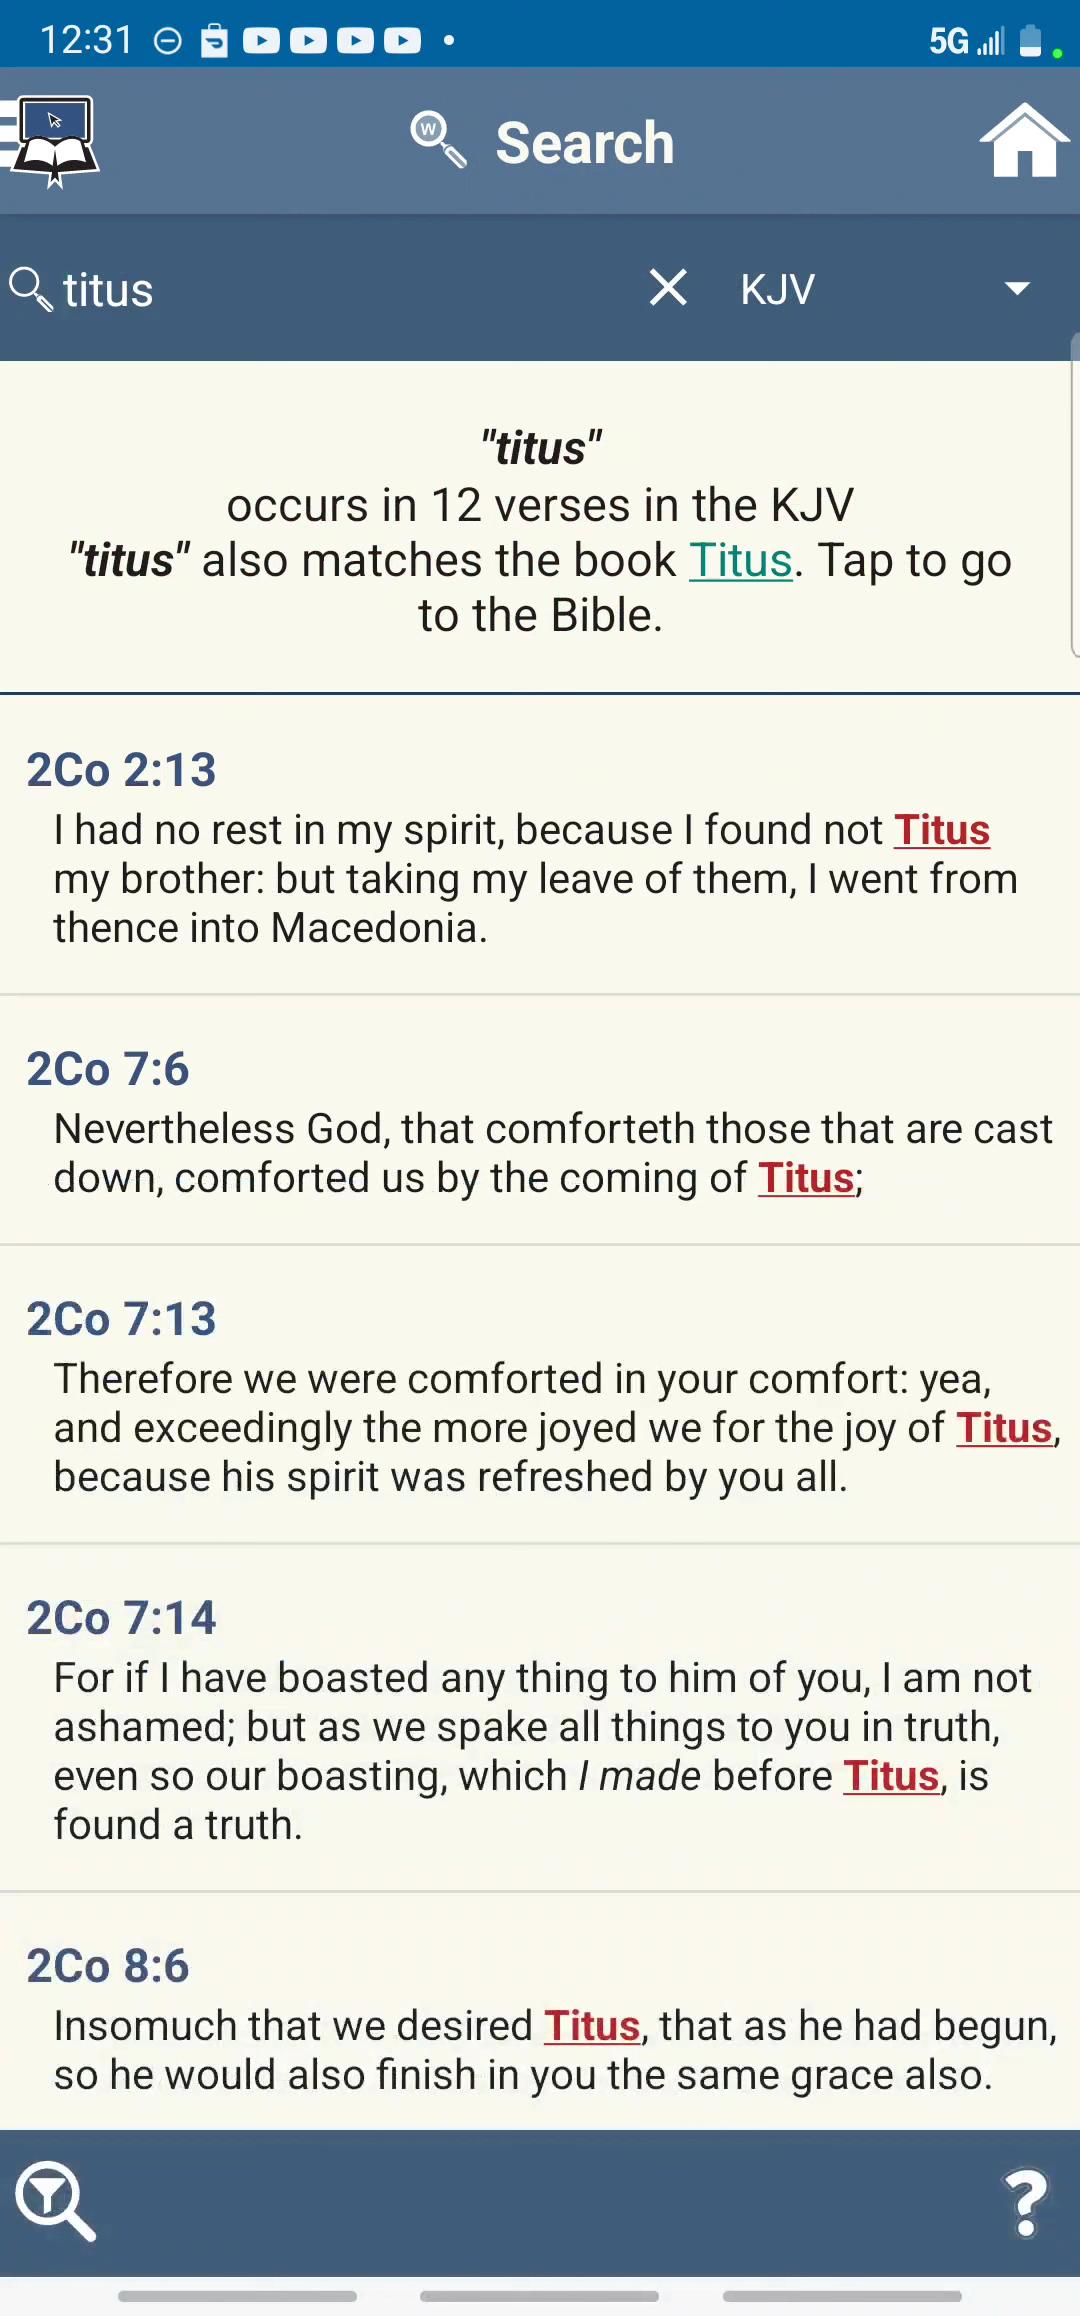 12:31
5G
W
Search
titus
KJV
"titus"
occurs in 12 verses in the KJV
"titus" also matches the book Titus. Tap to go
to the Bible.
2Co 2:13
I had no rest in my spirit, because I found not Titus
my brother: but taking my leave of them, I went from
thence into Macedonia.
2Co 7:6
Nevertheless God, that comforteth those that are cast
down, comforted us by the coming of Titus;
2Co 7:13
Therefore we were comforted in your comfort: yea,
and exceedingly the more joyed we for the joy of Titus,
because his spirit was refreshed by you all.
2Co 7:14
For if I have boasted any thing to him of you, I am not
ashamed; but as we spake all things to you in truth,
even so our boasting, which I made before Titus, is
found a truth.
2Co 8:6
Insomuch that we desired Titus, that as he had begun,
so he would also finish in you the same grace also.
?